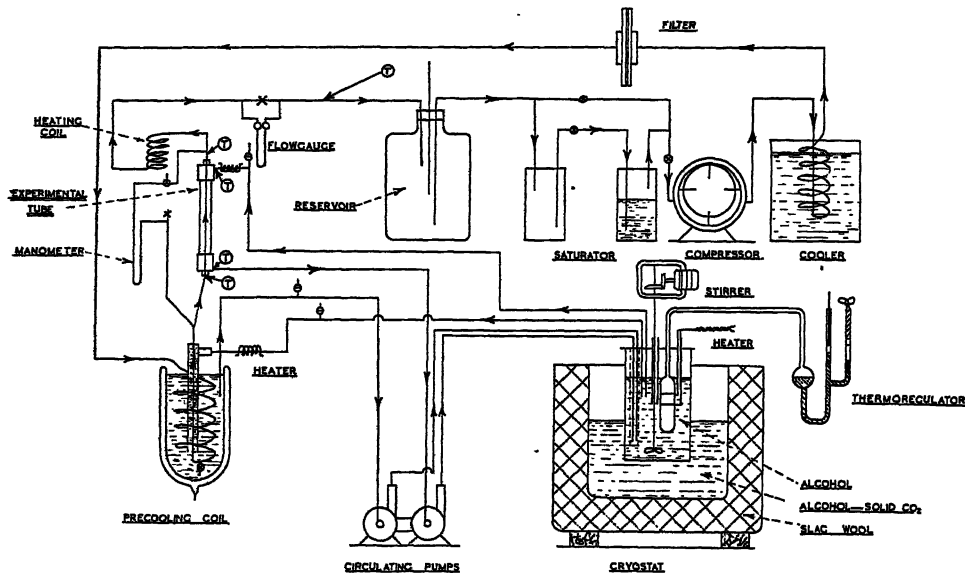 FILTER
T
HEATING
COIL
FLOWGAUGE
T
T
T
T
EXPERIMENTAL
TUBE
RESERVOIR
MANOMETER
SATURATOR
COMPRESSOR
COOLER
STIRRER
HEATER
HEATER
THERMOREGULATOR
PRECOOLING COIL
ALCOHOL
ALCOHOL—SOLID CO₂
SLAG WOOL
CIRCULATING PUMPS
CRYOSTAT